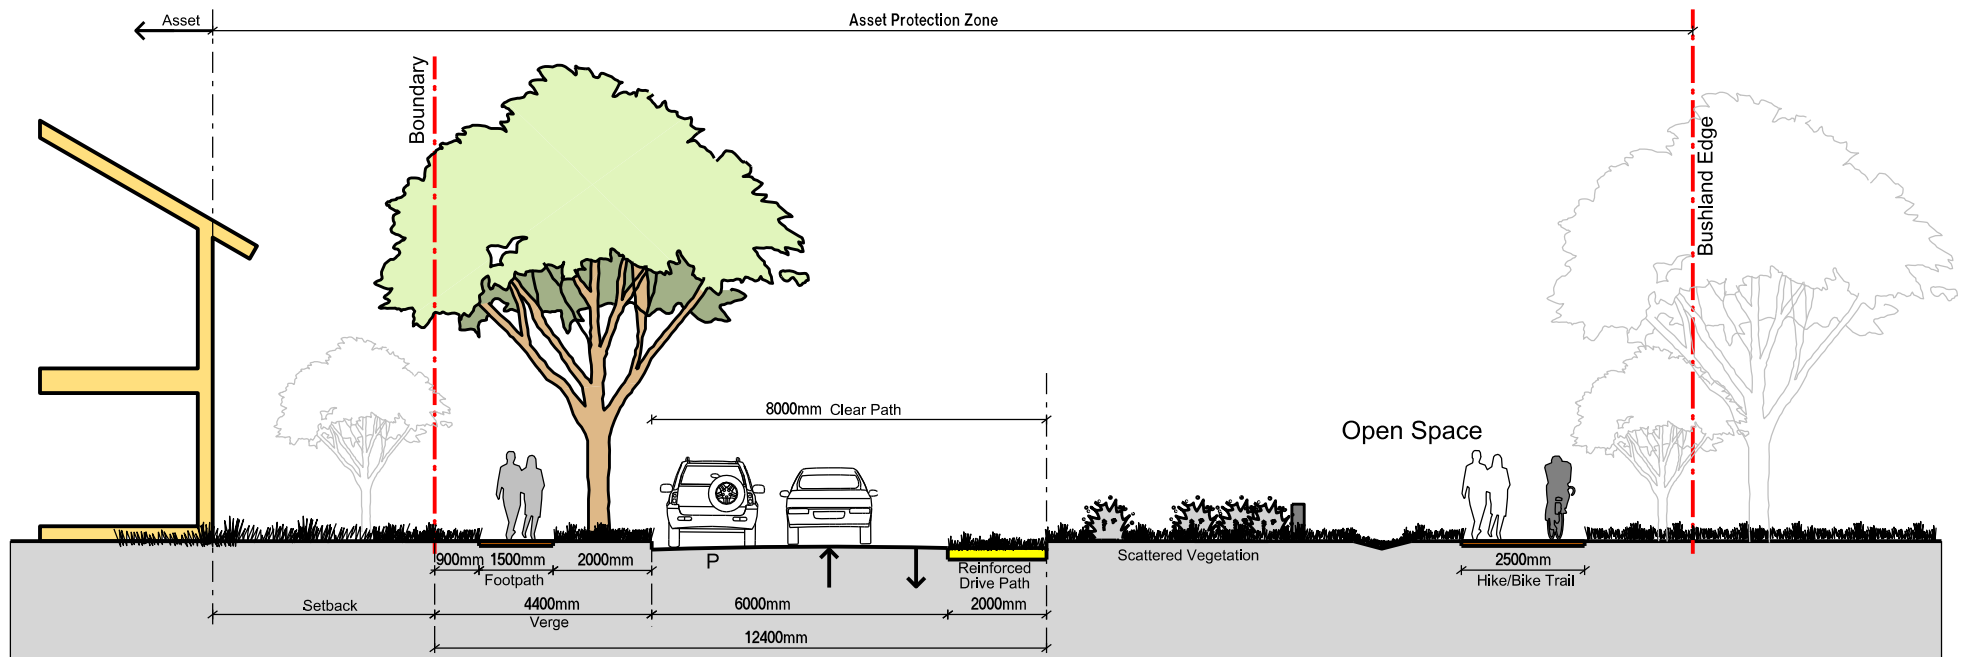 Asset
Asset Protection Zone
Boundary
Bushland Edge
8000mm Clear Path
Open Space
900mm 1500mm 2000mm
Footpath
P
Reinforced
Drive Path
Scattered Vegetation
2500mm
Hike/Bike Trail
Setback
4400mm
Verge
6000mm
2000mm
12400mm